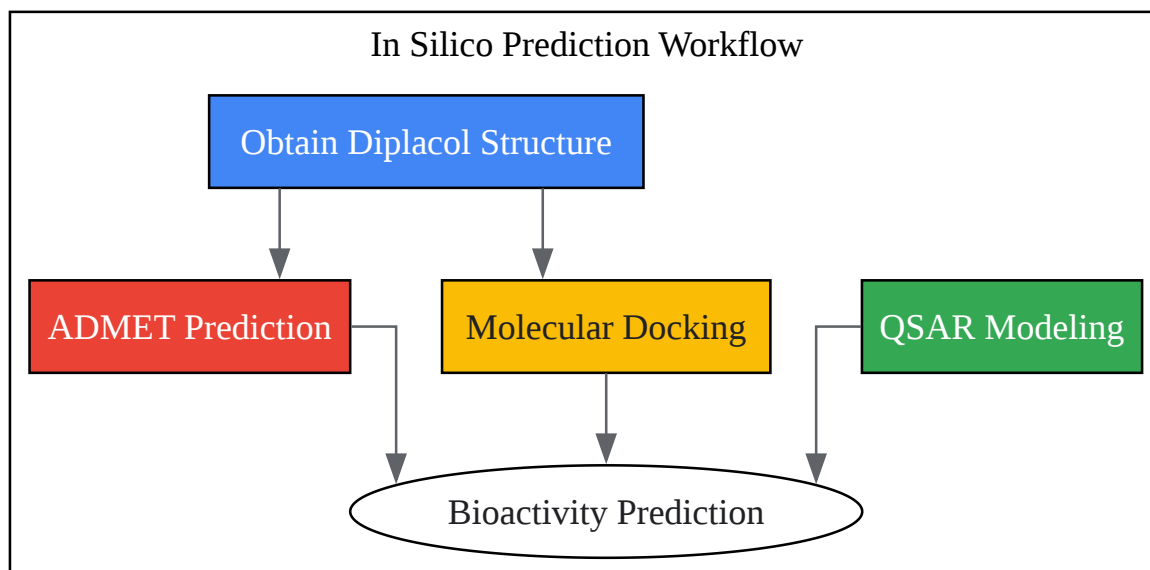 In Silico Prediction Workflow
Obtain Diplacol Structure
ADMET Prediction
Molecular Docking
QSAR Modeling
Bioactivity Prediction